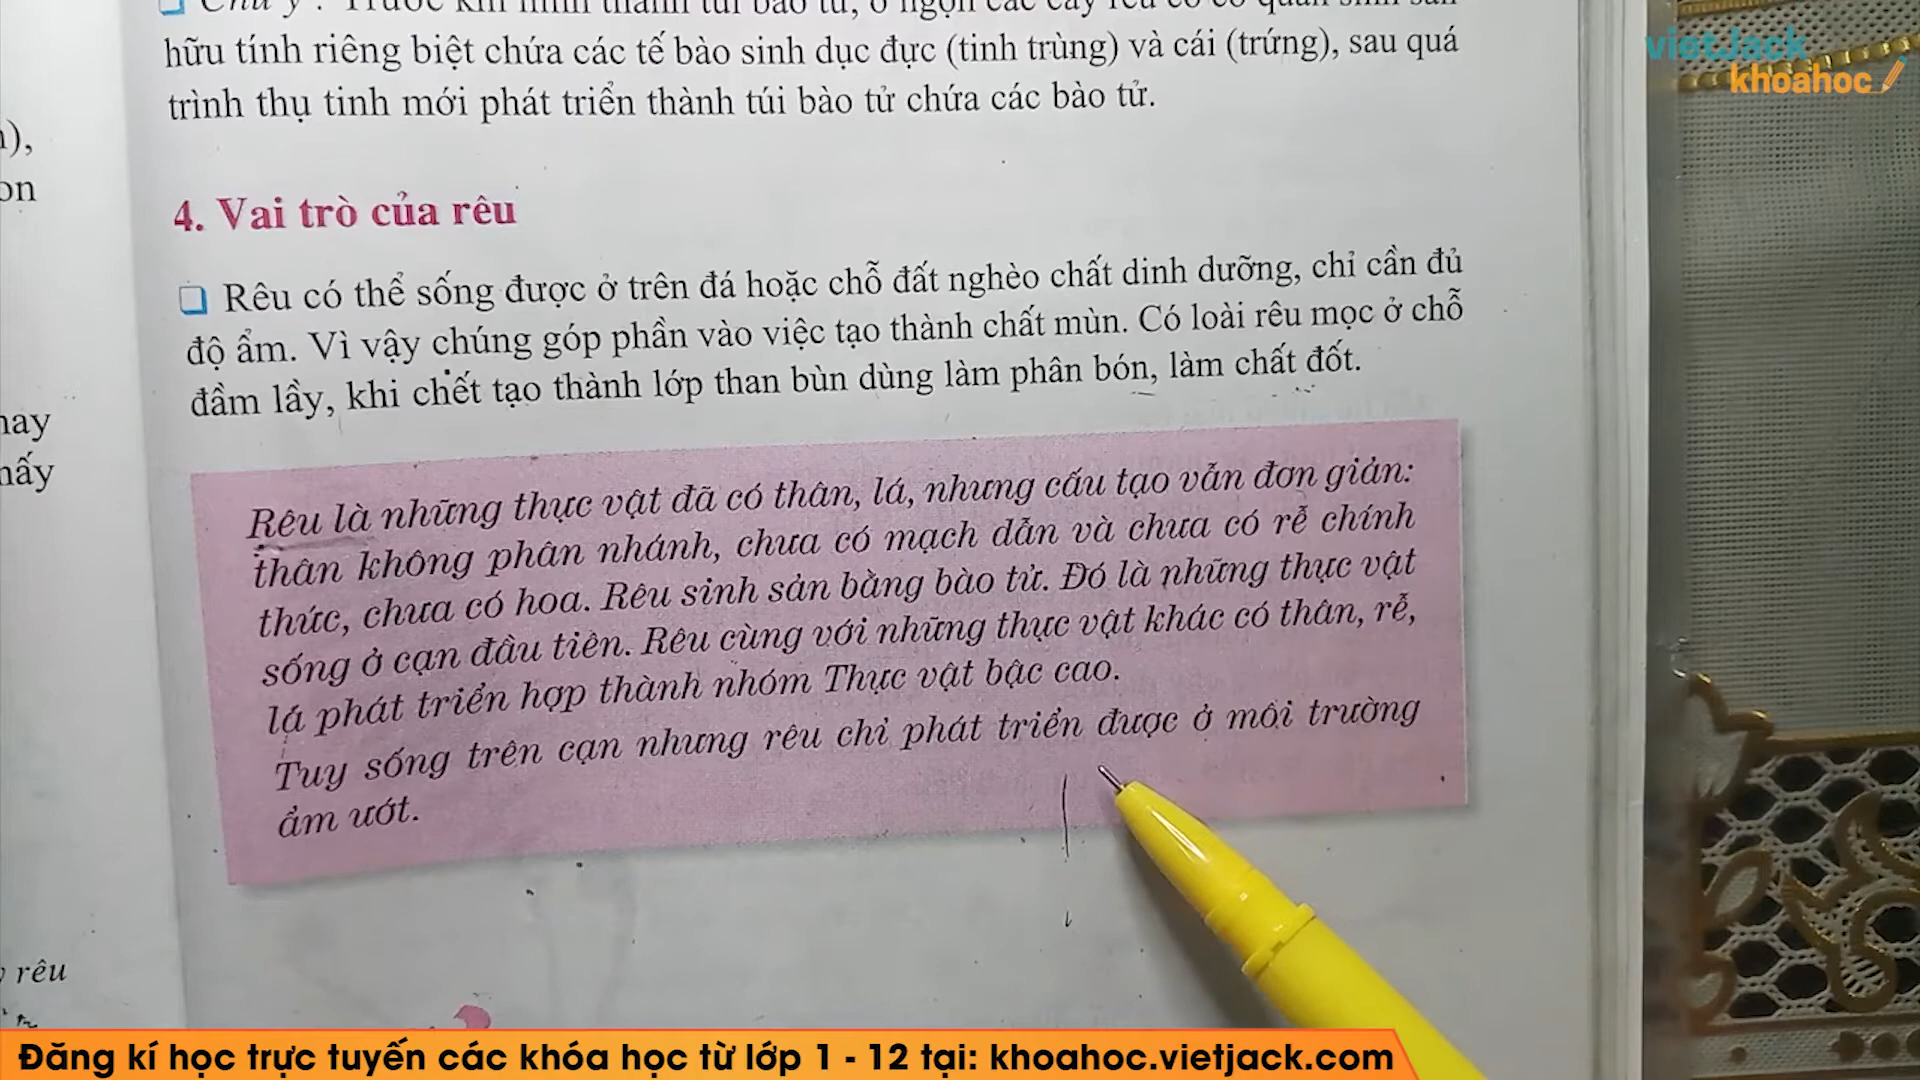 hữu tính riêng biệt chứa các tế bào sinh dục đực (tinh trùng) và cái (trứng), sau quá
trình thụ tinh mới phát triển thành túi bào tử chứa các bào tử.
4. Vai trò của rêu
❑ Rêu có thể sống được ở trên đá hoặc chỗ đất nghèo chất dinh dưỡng, chỉ cần đủ
độ ẩm. Vì vậy chúng góp phần vào việc tạo thành chất mùn. Có loài rêu mọc ở chỗ
đầm lầy, khi chết tạo thành lớp than bùn dùng làm phân bón, làm chất đốt.
Rêu là những thực vật đã có thân, lá, nhưng cấu tạo vẫn đơn giản:
thân không phân nhánh, chưa có mạch dẫn và chưa có rễ chính
thức, chưa có hoa. Rêu sinh sản bằng bào tử. Đó là những thực vật
sống ở cạn đầu tiên. Rêu cùng với những thực vật khác có thân, rễ,
lá phát triển hợp thành nhóm Thực vật bậc cao.
Tuy sống trên cạn nhưng rêu chỉ phát triển được ở môi trường
ẩm ướt.
rêu
vietJack
khoahoc
Đăng kí học trực tuyến các khóa học từ lớp 1 - 12 tại: khoahoc.vietjack.com